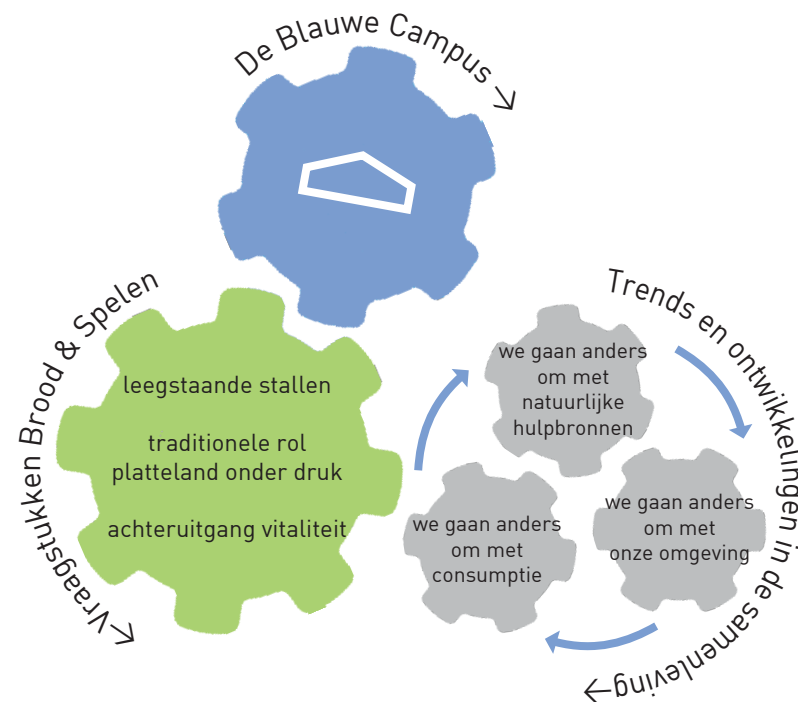 De Blauwe Campus →
Vraagstukken Brood & Spelen
leegstaande stallen
traditionele rol
platteland onder druk
achteruitgang vitaliteit
Trends en ontwikkelingen in de samenleving
we gaan anders
om met
natuurlijke
hulpbronnen
we gaan anders
om met
consumptie
we gaan anders
om met
onze omgeving